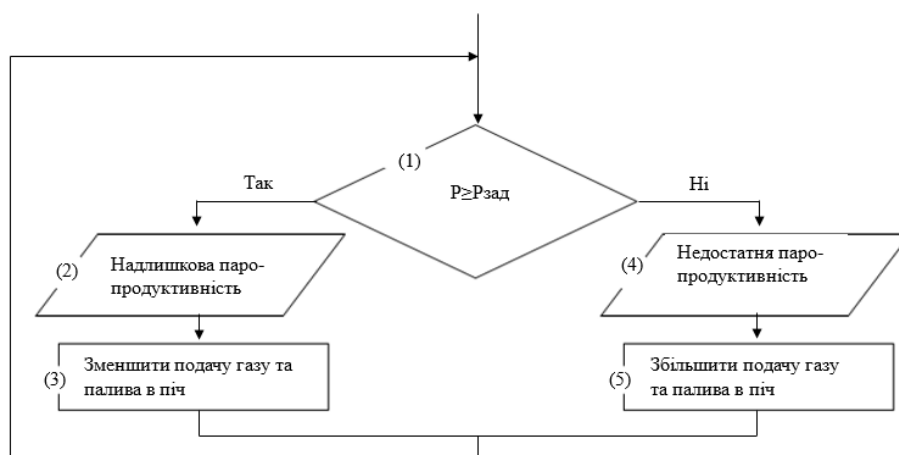 (1)
P≥Pзад
Так
Ні
(2)
Надлишкова паро-
продуктивність
(4)
Недостатня паро-
продуктивність
(3)
Зменшити подачу газу та
палива в піч
(5)
Збільшити подачу газу
та палива в піч